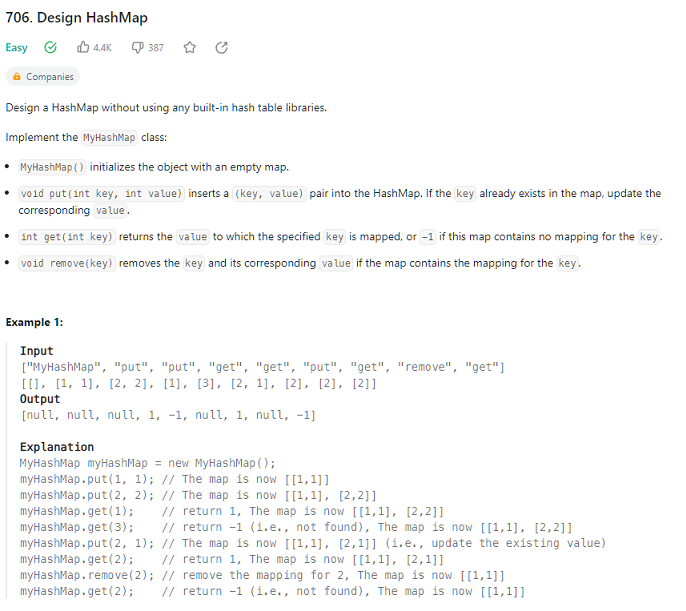 706. Design HashMap
Easy 4.4K 387
Companies
Design a HashMap without using any built-in hash table libraries.
Implement the MyHashMap class:
• MyHashMap() initializes the object with an empty map.
• void put(int key, int value) inserts a (key, value) pair into the HashMap. If the key already exists in the map, update the
corresponding value.
• int get(int key) returns the value to which the specified key is mapped, or -1 if this map contains no mapping for the key.
• void remove(key) removes the key and its corresponding value if the map contains the mapping for the key.
Example 1:
Input
["MyHashMap", "put", "put", "get", "get", "put", "get", "remove", "get"]
[[], [1, 1], [2, 2], [1], [3], [2, 1], [2], [2], [2]]
Output
[null, null, null, 1, -1, null, 1, null, -1]
Explanation
MyHashMap myHashMap = new MyHashMap();
myHashMap.put(1, 1); // The map is now [[1,1]]
myHashMap.put(2, 2); // The map is now [[1,1], [2,2]]
myHashMap.get(1);    // return 1, The map is now [[1,1], [2,2]]
myHashMap.get(3);    // return -1 (i.e., not found), The map is now [[1,1], [2,2]]
myHashMap.put(2, 1); // The map is now [[1,1], [2,1]] (i.e., update the existing value)
myHashMap.get(2);    // return 1, The map is now [[1,1], [2,1]]
myHashMap.remove(2); // remove the mapping for 2, The map is now [[1,1]]
myHashMap.get(2);    // return -1 (i.e., not found), The map is now [[1,1]]